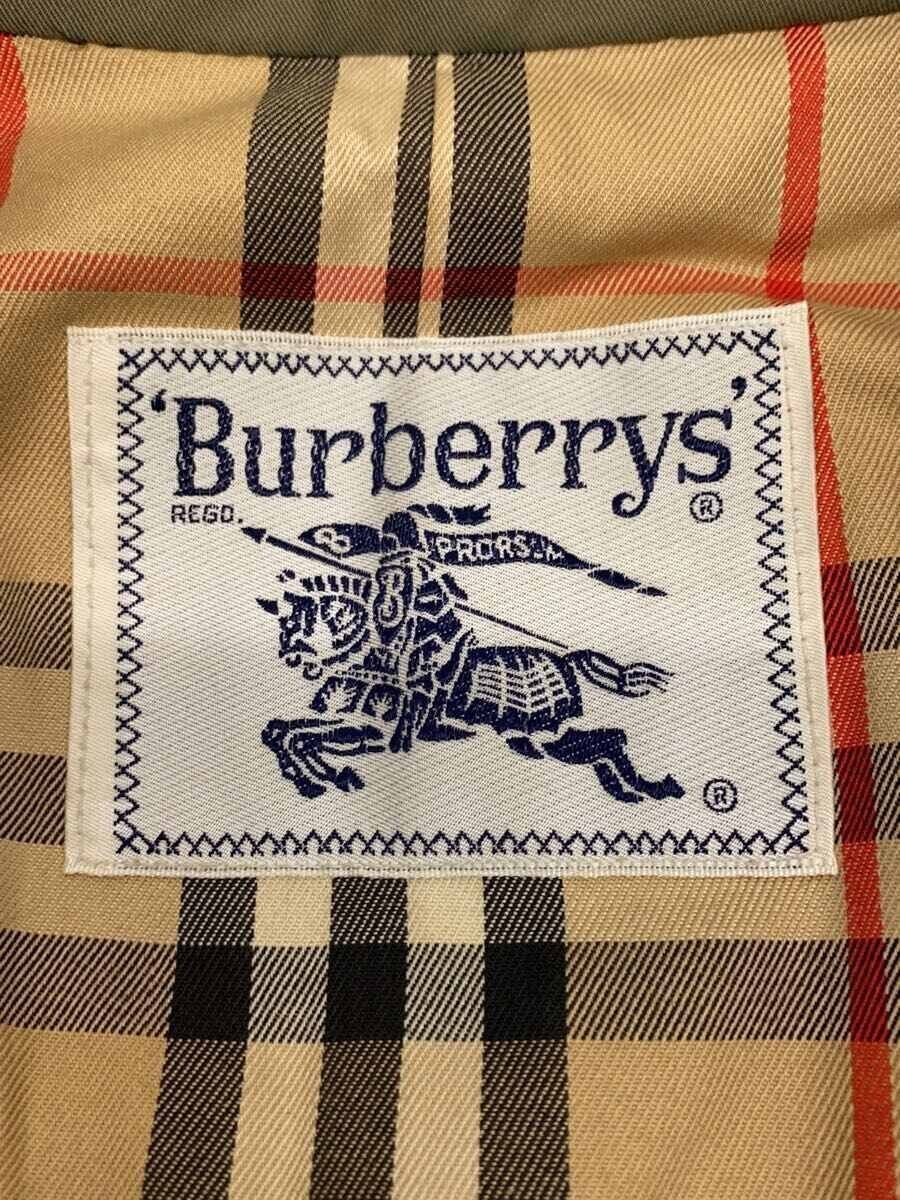 ‘Burberrys’
REGD. ®
PRORSUM
®